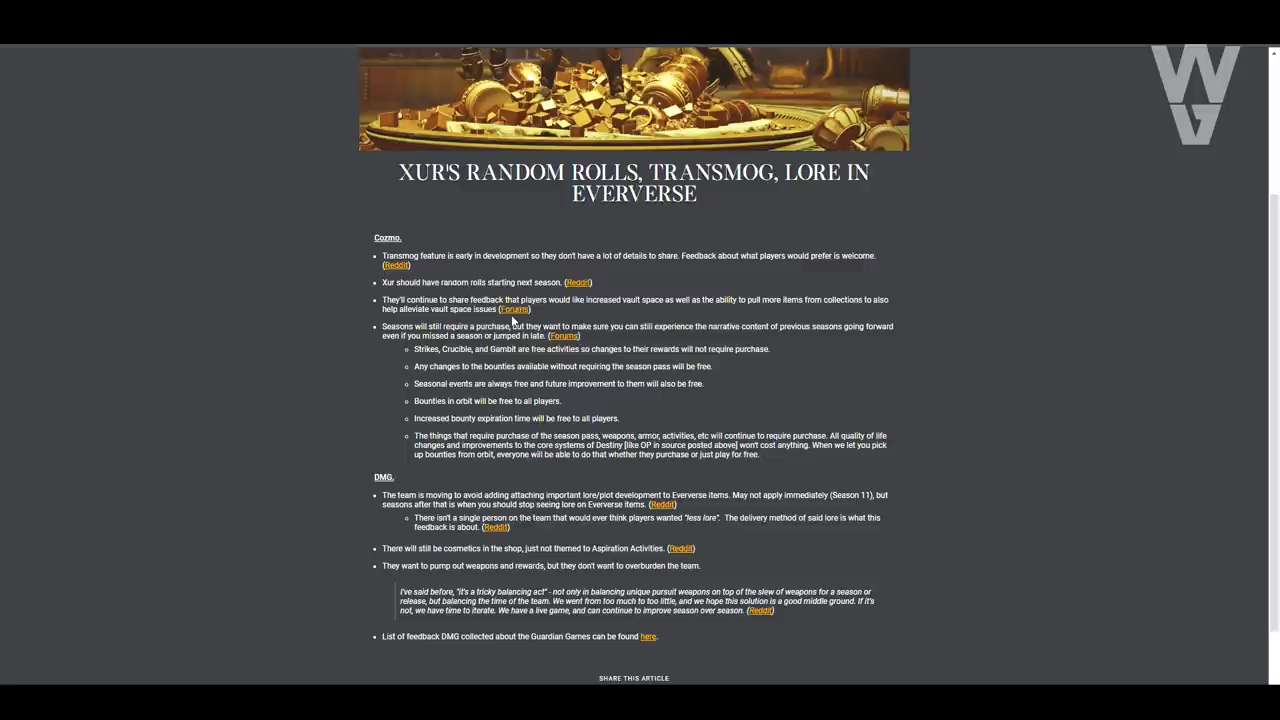 WG
XUR'S RANDOM ROLLS, TRANSMOG, LORE IN
EVERVERSE
Cozmo.
Transmog feature is early in development so they don't have a lot of details to share. Feedback about what players would prefer is welcome.
(Reddit)
Xur should have random rolls starting next season. (Reddit)
They'll continue to share feedback that players would like increased vault space as well as the ability to pull more items from collections to also
help alleviate vault space issues (Forums)
Seasons will still require a purchase, but they want to make sure you can still experience the narrative content of previous seasons going forward
even if you missed a season or jumped in late. (Forums)
Strikes, Crucible, and Gambit are free activities so changes to their rewards will not require purchase.
Any changes to the bounties available without requiring the season pass will be free.
Seasonal events are always free and future improvement to them will also be free.
Bounties in orbit will be free to all players.
Increased bounty expiration time will be free to all players.
The things that require purchase of the season pass, weapons, armor, activities, etc will continue to require purchase. All quality of life
changes and improvements to the core systems of Destiny [like OP in source posted above] won't cost anything. When we let you pick
up bounties from orbit, everyone will be able to do that whether they purchase or just play for free.
DMG.
The team is moving to avoid adding attaching important lore/plot development to Eververse items. May not apply immediately (Season 11), but
seasons after that is when you should stop seeing lore on Eververse items. (Reddit)
There isn't a single person on the team that would ever think players wanted "less lore". The delivery method of said lore is what this
feedback is about. (Reddit)
There will still be cosmetics in the shop, just not themed to Aspiration Activities. (Reddit)
They want to pump out weapons and rewards, but they don't want to overburden the team.
I've said before, "it's a tricky balancing act" - not only in balancing unique pursuit weapons on top of the slew of weapons for a season or
release, but balancing the time of the team. We went from too much to too little, and we hope this solution is a good middle ground. If it's
not, we have time to iterate. We have a live game, and can continue to improve season over season. (Reddit)
List of feedback DMG collected about the Guardian Games can be found here.
SHARE THIS ARTICLE